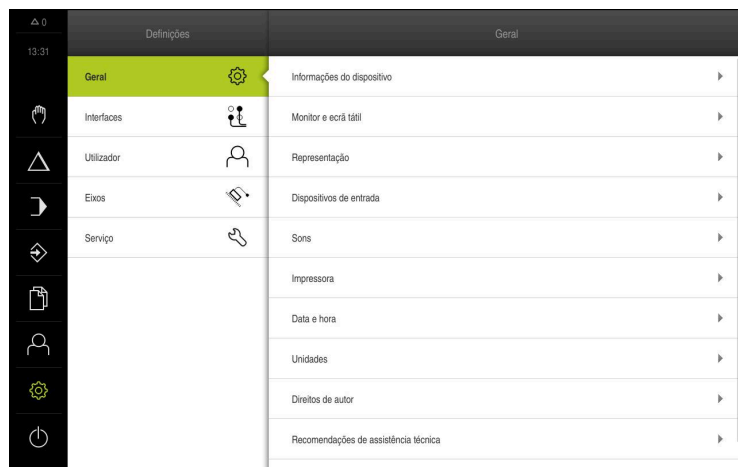 0
13:31
Definições
Geral
Geral
Interfaces
Utilizador
Eixos
Serviço
Informações do dispositivo
Monitor e ecrã tátil
Representação
Dispositivos de entrada
Sons
Impressora
Data e hora
Unidades
Direitos de autor
Recomendações de assistência técnica